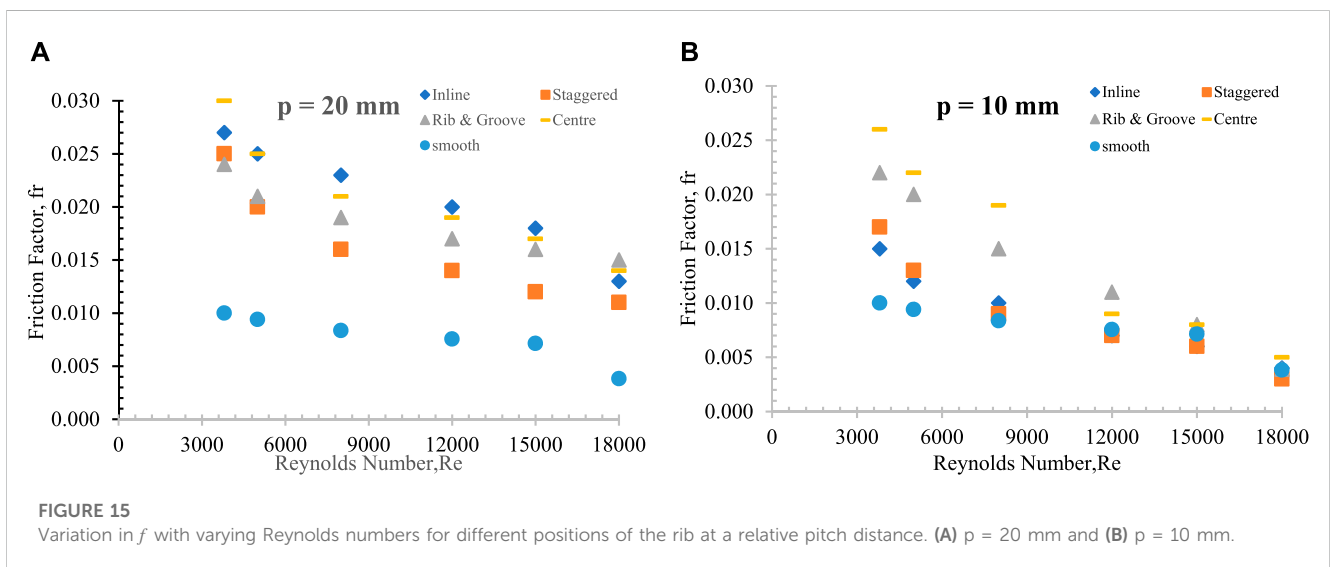 A
p = 20 mm
Inline
Staggered
Rib & Groove
Centre
smooth
0.030
0.025
0.020
0.015
0.010
0.005
0.000
Friction Factor, fr
0 3000 6000 9000 12000 15000 18000
Reynolds Number,Re
B
p = 10 mm
Inline
Staggered
Rib & Groove
Centre
smooth
0.030
0.025
0.020
0.015
0.010
0.005
0.000
Friction Factor, fr
0 3000 6000 9000 12000 15000 18000
Reynolds Number,Re
FIGURE 15
Variation in f with varying Reynolds numbers for different positions of the rib at a relative pitch distance. (A) p = 20 mm and (B) p = 10 mm.